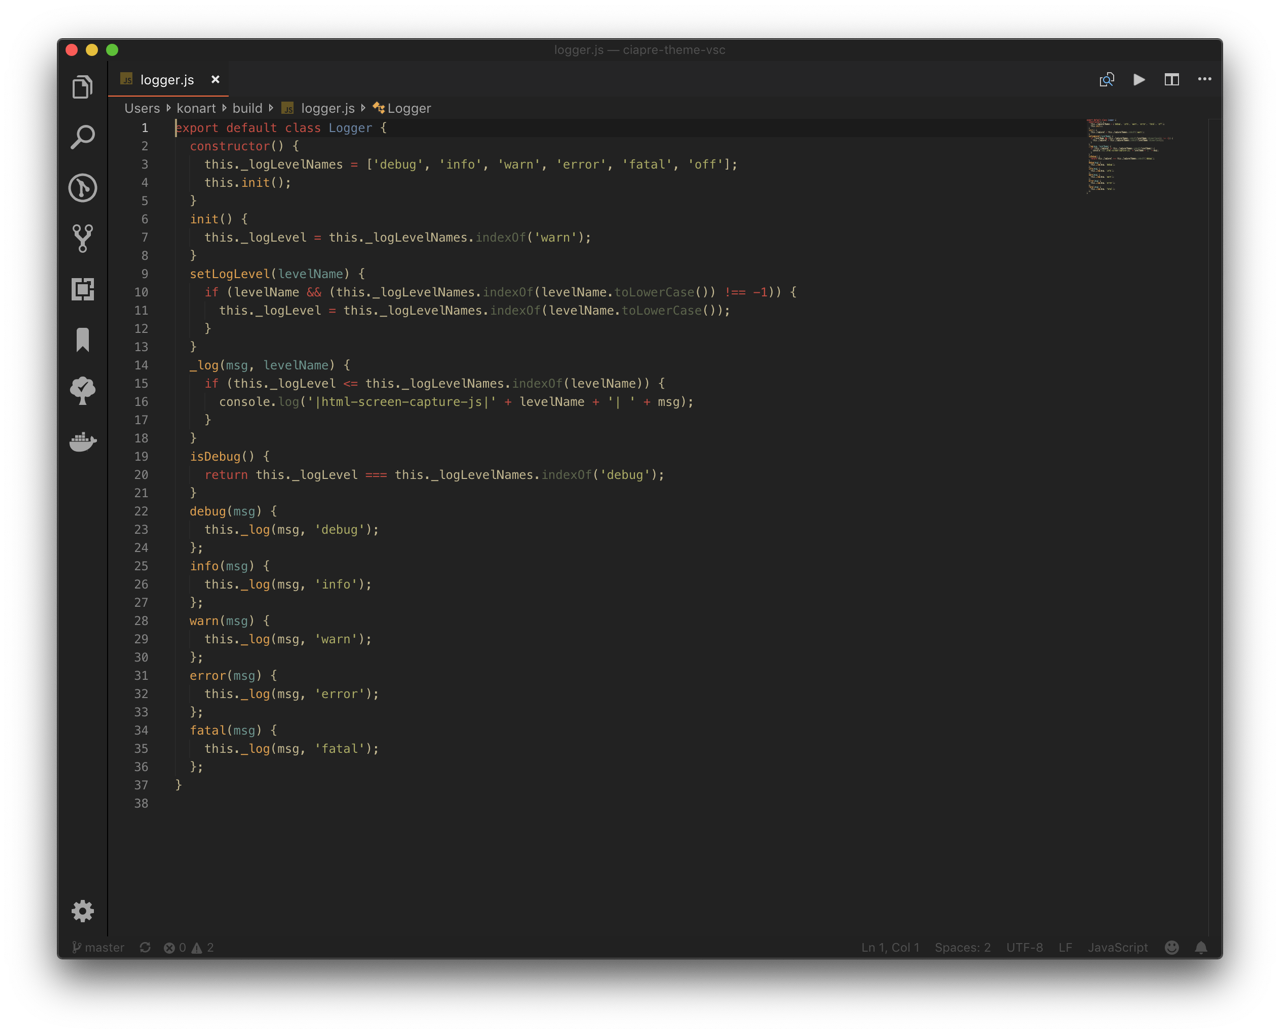 logger.js — ciapre-theme-vsc
JS logger.js ×
Users konart build JS logger.js Logger
1 export default class Logger {
2 constructor() {
3 this._logLevelNames = ['debug', 'info', 'warn', 'error', 'fatal', 'off'];
4 this.init();
5 }
6 init() {
7 this._logLevel = this._logLevelNames.indexOf('warn');
8 }
9 setLogLevel(levelName) {
10 if (levelName && (this._logLevelNames.indexOf(levelName.toLowerCase()) !== -1)) {
11 this._logLevel = this._logLevelNames.indexOf(levelName.toLowerCase());
12 }
13 }
14 _log(msg, levelName) {
15 if (this._logLevel <= this._logLevelNames.indexOf(levelName)) {
16 console.log('|html-screen-capture-js|' + levelName + '| ' + msg);
17 }
18 }
19 isDebug() {
20 return this._logLevel === this._logLevelNames.indexOf('debug');
21 }
22 debug(msg) {
23 this._log(msg, 'debug');
24 };
25 info(msg) {
26 this._log(msg, 'info');
27 };
28 warn(msg) {
29 this._log(msg, 'warn');
30 };
31 error(msg) {
32 this._log(msg, 'error');
33 };
34 fatal(msg) {
35 this._log(msg, 'fatal');
36 };
37 }
38
master 0 2 Ln 1, Col 1 Spaces: 2 UTF-8 LF JavaScript